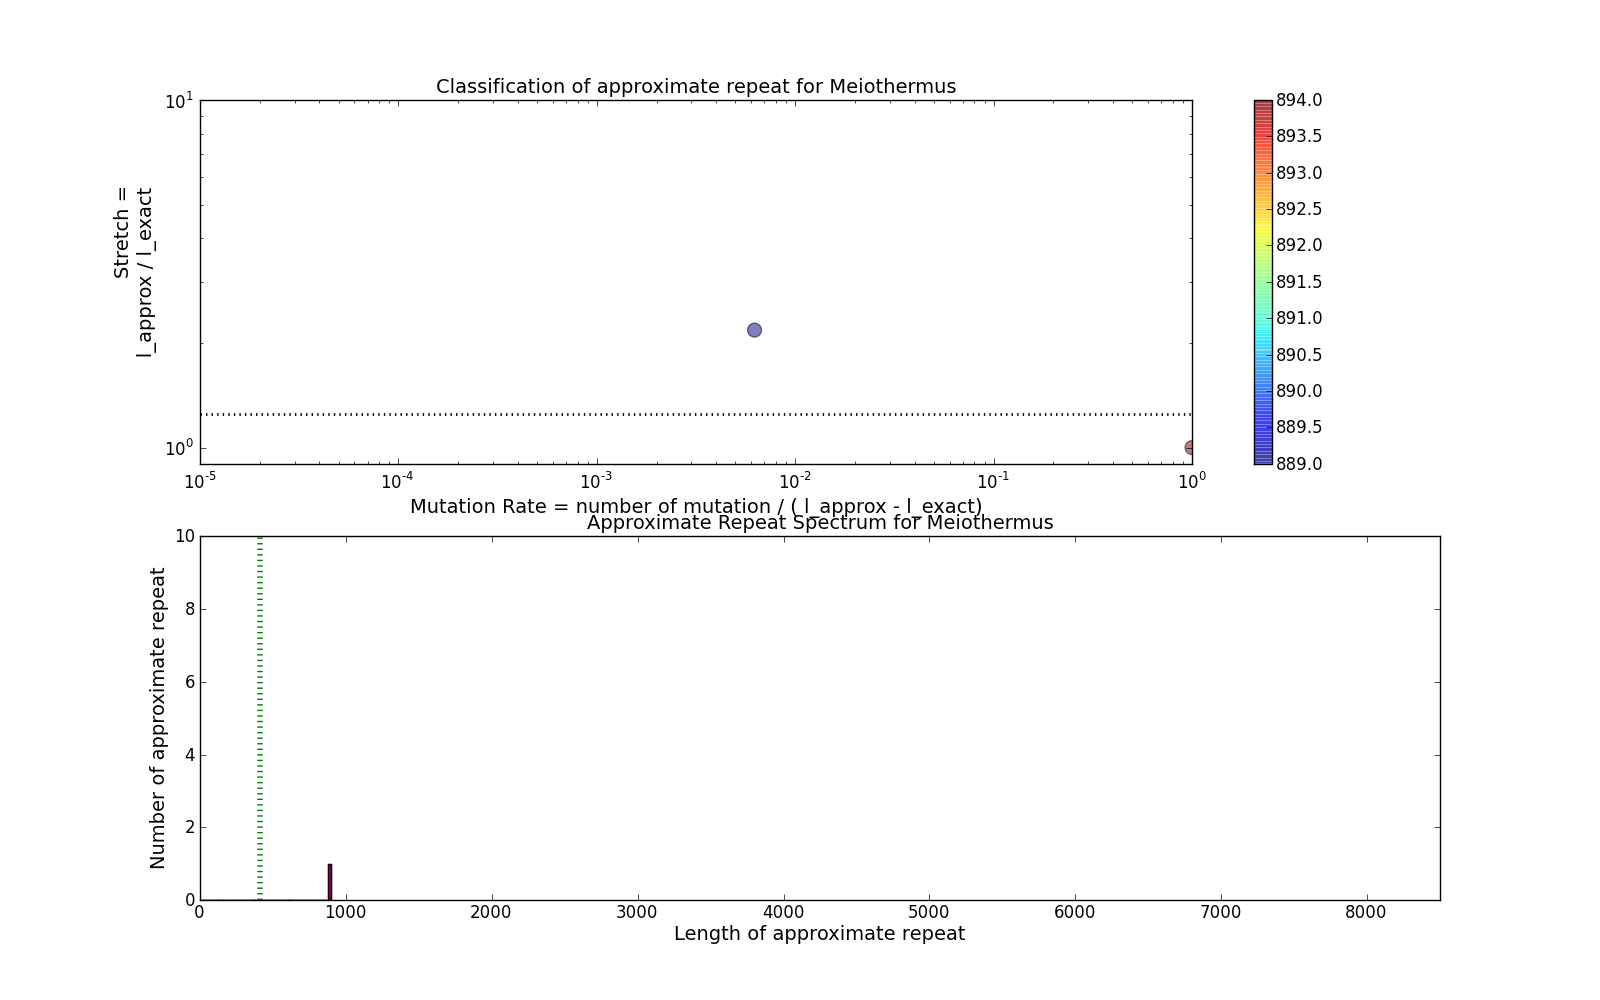 Classification of approximate repeat for Meiothermus
10^1
10^0
Stretch =
l_approx / l_exact
10^-5 10^-4 10^-3 10^-2 10^-1 10^0
Mutation Rate = number of mutation / ( l_approx - l_exact)
894.0
893.5
893.0
892.5
892.0
891.5
891.0
890.5
890.0
889.5
889.0
Approximate Repeat Spectrum for Meiothermus
10
8
6
4
2
0
Number of approximate repeat
0 1000 2000 3000 4000 5000 6000 7000 8000
Length of approximate repeat